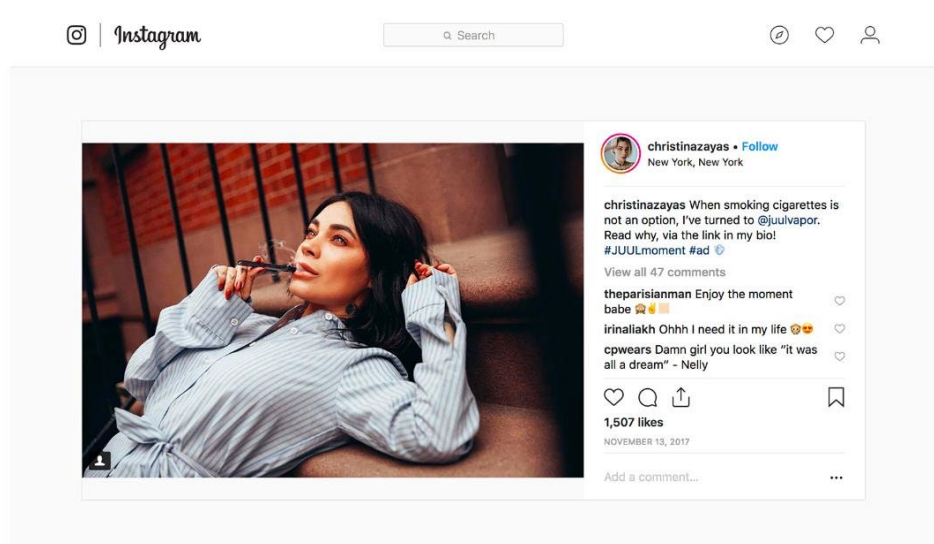 Instagram
Search
christinazayas • Follow
New York, New York
christinazayas When smoking cigarettes is
not an option, I've turned to @juulvapor.
Read why, via the link in my bio!
#JUULmoment #ad
View all 47 comments
theparisianman Enjoy the moment
babe 🙈✌🏼
irinaliakh Ohhh I need it in my life 🙊😍
cpwears Damn girl you look like "it was
all a dream" - Nelly
1,507 likes
NOVEMBER 13, 2017
Add a comment...